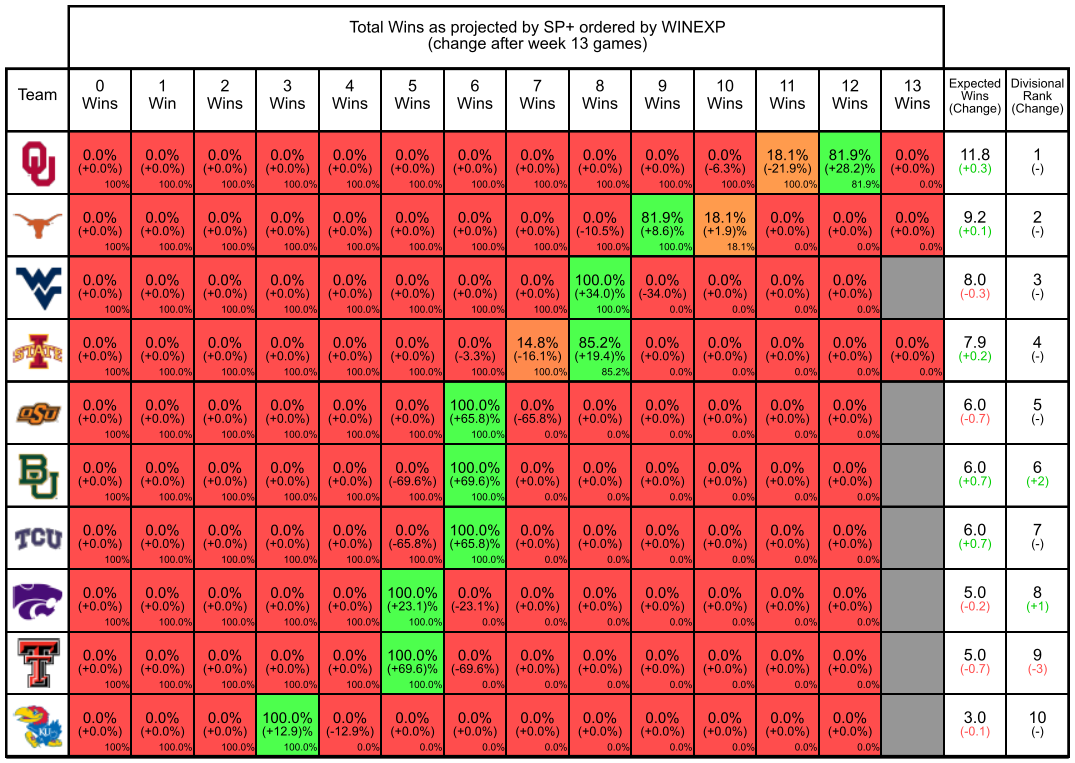 Total Wins as projected by SP+ ordered by WINEXP
(change after week 13 games)
Team 0 Wins 1 Win 2 Wins 3 Wins 4 Wins 5 Wins 6 Wins 7 Wins 8 Wins 9 Wins 10 Wins 11 Wins 12 Wins 13 Wins Expected Wins (Change) Divisional Rank (Change)
OU 0.0% 0.0% 0.0% 0.0% 0.0% 0.0% 0.0% 0.0% 0.0% 0.0% 0.0% 18.1% 81.9% 0.0% 11.8 1
(+0.0%) (+0.0%) (+0.0%) (+0.0%) (+0.0%) (+0.0%) (+0.0%) (+0.0%) (+0.0%) (+0.0%) (-6.3%) (-21.9%) (+28.2)% (+0.0%) (+0.3) (-)
100% 100.0% 100.0% 100.0% 100.0% 100.0% 100.0% 100.0% 100.0% 100.0% 100.0% 100.0% 81.9% 0.0%
0.0% 0.0% 0.0% 0.0% 0.0% 0.0% 0.0% 0.0% 0.0% 81.9% 18.1% 0.0% 0.0% 0.0% 9.2 2
(+0.0%) (+0.0%) (+0.0%) (+0.0%) (+0.0%) (+0.0%) (+0.0%) (+0.0%) (-10.5%) (+8.6)% (+1.9)% (+0.0%) (+0.0%) (+0.0%) (+0.1) (-)
100% 100.0% 100.0% 100.0% 100.0% 100.0% 100.0% 100.0% 100.0% 100.0% 18.1% 0.0% 0.0% 0.0%
WV 0.0% 0.0% 0.0% 0.0% 0.0% 0.0% 0.0% 0.0% 100.0% 0.0% 0.0% 0.0% 0.0% 8.0 3
(+0.0%) (+0.0%) (+0.0%) (+0.0%) (+0.0%) (+0.0%) (+0.0%) (+0.0%) (+34.0)% (-34.0%) (+0.0%) (+0.0%) (+0.0%) (-0.3) (-)
100% 100.0% 100.0% 100.0% 100.0% 100.0% 100.0% 100.0% 100.0% 0.0% 0.0% 0.0% 0.0%
I STATE 0.0% 0.0% 0.0% 0.0% 0.0% 0.0% 0.0% 14.8% 85.2% 0.0% 0.0% 0.0% 0.0% 0.0% 7.9 4
(+0.0%) (+0.0%) (+0.0%) (+0.0%) (+0.0%) (+0.0%) (-3.3%) (-16.1%) (+19.4)% (+0.0%) (+0.0%) (+0.0%) (+0.0%) (+0.0%) (+0.2) (-)
100% 100.0% 100.0% 100.0% 100.0% 100.0% 100.0% 100.0% 85.2% 0.0% 0.0% 0.0% 0.0% 0.0%
OSU 0.0% 0.0% 0.0% 0.0% 0.0% 0.0% 100.0% 0.0% 0.0% 0.0% 0.0% 0.0% 0.0% 6.0 5
(+0.0%) (+0.0%) (+0.0%) (+0.0%) (+0.0%) (+0.0%) (+65.8)% (-65.8%) (+0.0%) (+0.0%) (+0.0%) (+0.0%) (+0.0%) (-0.7) (-)
100% 100.0% 100.0% 100.0% 100.0% 100.0% 100.0% 0.0% 0.0% 0.0% 0.0% 0.0% 0.0%
BU 0.0% 0.0% 0.0% 0.0% 0.0% 0.0% 100.0% 0.0% 0.0% 0.0% 0.0% 0.0% 0.0% 6.0 6
(+0.0%) (+0.0%) (+0.0%) (+0.0%) (+0.0%) (-69.6%) (+69.6)% (+0.0%) (+0.0%) (+0.0%) (+0.0%) (+0.0%) (+0.0%) (+0.7) (+2)
100% 100.0% 100.0% 100.0% 100.0% 100.0% 100.0% 0.0% 0.0% 0.0% 0.0% 0.0% 0.0%
TCU 0.0% 0.0% 0.0% 0.0% 0.0% 0.0% 100.0% 0.0% 0.0% 0.0% 0.0% 0.0% 0.0% 6.0 7
(+0.0%) (+0.0%) (+0.0%) (+0.0%) (+0.0%) (-65.8%) (+65.8)% (+0.0%) (+0.0%) (+0.0%) (+0.0%) (+0.0%) (+0.0%) (+0.7) (-)
100% 100.0% 100.0% 100.0% 100.0% 100.0% 100.0% 0.0% 0.0% 0.0% 0.0% 0.0% 0.0%
0.0% 0.0% 0.0% 0.0% 0.0% 100.0% 0.0% 0.0% 0.0% 0.0% 0.0% 0.0% 0.0% 5.0 8
(+0.0%) (+0.0%) (+0.0%) (+0.0%) (+0.0%) (+23.1)% (-23.1%) (+0.0%) (+0.0%) (+0.0%) (+0.0%) (+0.0%) (+0.0%) (-0.2) (+1)
100% 100.0% 100.0% 100.0% 100.0% 100.0% 0.0% 0.0% 0.0% 0.0% 0.0% 0.0% 0.0%
T 0.0% 0.0% 0.0% 0.0% 0.0% 100.0% 0.0% 0.0% 0.0% 0.0% 0.0% 0.0% 0.0% 5.0 9
(+0.0%) (+0.0%) (+0.0%) (+0.0%) (+0.0%) (+69.6)% (-69.6%) (+0.0%) (+0.0%) (+0.0%) (+0.0%) (+0.0%) (+0.0%) (-0.7) (-3)
100% 100.0% 100.0% 100.0% 100.0% 100.0% 0.0% 0.0% 0.0% 0.0% 0.0% 0.0% 0.0%
KU 0.0% 0.0% 0.0% 100.0% 0.0% 0.0% 0.0% 0.0% 0.0% 0.0% 0.0% 0.0% 0.0% 3.0 10
(+0.0%) (+0.0%) (+0.0%) (+12.9)% (-12.9%) (+0.0%) (+0.0%) (+0.0%) (+0.0%) (+0.0%) (+0.0%) (+0.0%) (+0.0%) (-0.1) (-)
100% 100.0% 100.0% 100.0% 0.0% 0.0% 0.0% 0.0% 0.0% 0.0% 0.0% 0.0% 0.0%